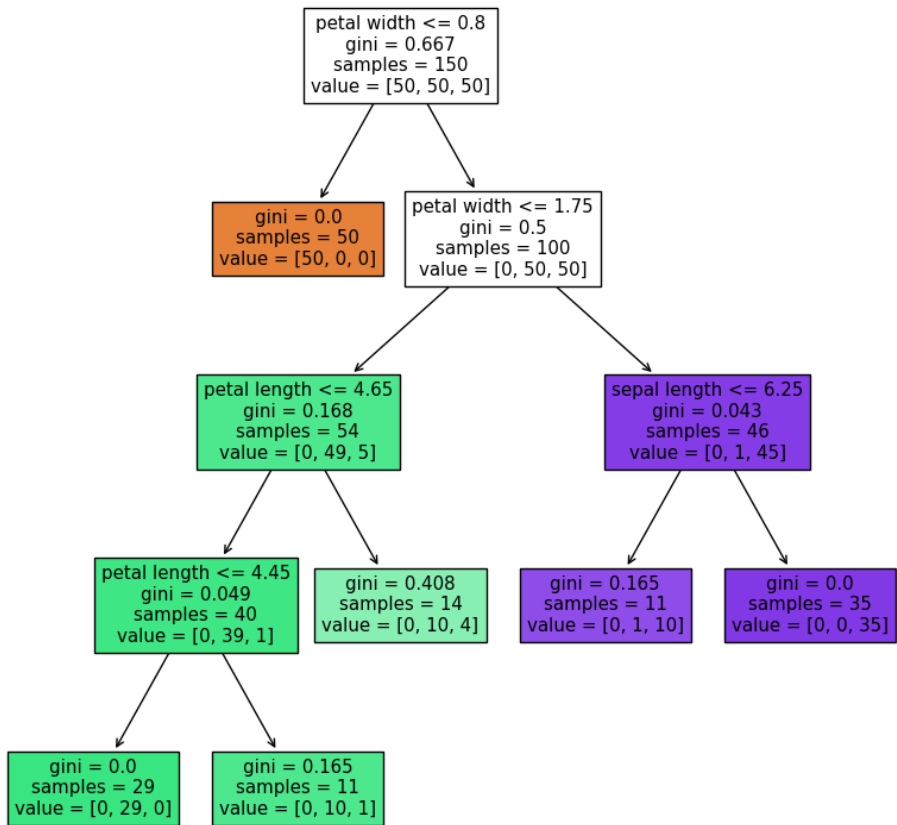 petal width <= 0.8
gini = 0.667
samples = 150
value = [50, 50, 50]
gini = 0.0
samples = 50
value = [50, 0, 0]
petal width <= 1.75
gini = 0.5
samples = 100
value = [0, 50, 50]
petal length <= 4.65
gini = 0.168
samples = 54
value = [0, 49, 5]
sepal length <= 6.25
gini = 0.043
samples = 46
value = [0, 1, 45]
petal length <= 4.45
gini = 0.049
samples = 40
value = [0, 39, 1]
gini = 0.408
samples = 14
value = [0, 10, 4]
gini = 0.165
samples = 11
value = [0, 1, 10]
gini = 0.0
samples = 35
value = [0, 0, 35]
gini = 0.0
samples = 29
value = [0, 29, 0]
gini = 0.165
samples = 11
value = [0, 10, 1]